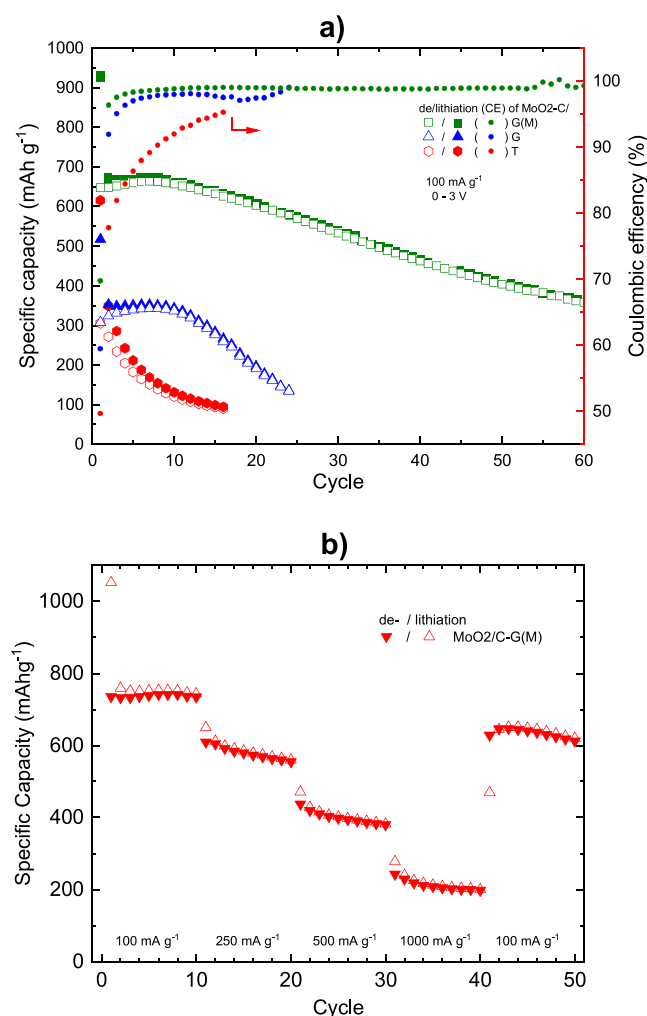 a)
1000
900
800
700
600
500
400
300
200
100
0
Specific capacity (mAh g-1)
100
90
80
70
60
50
Coulombic efficency (%)
de/lithiation (CE) of MoO2-C/
/ ( ) G(M)
/ ( ) G
/ ( ) T
100 mA g-1
0 - 3 V
0 10 20 30 40 50 60
Cycle
b)
1000
800
600
400
200
0
Specific Capacity (mAhg-1)
de- / lithiation
/ MoO2/C-G(M)
100 mA g-1 250 mA g-1 500 mA g-1 1000 mA g-1 100 mA g-1
0 10 20 30 40 50
Cycle